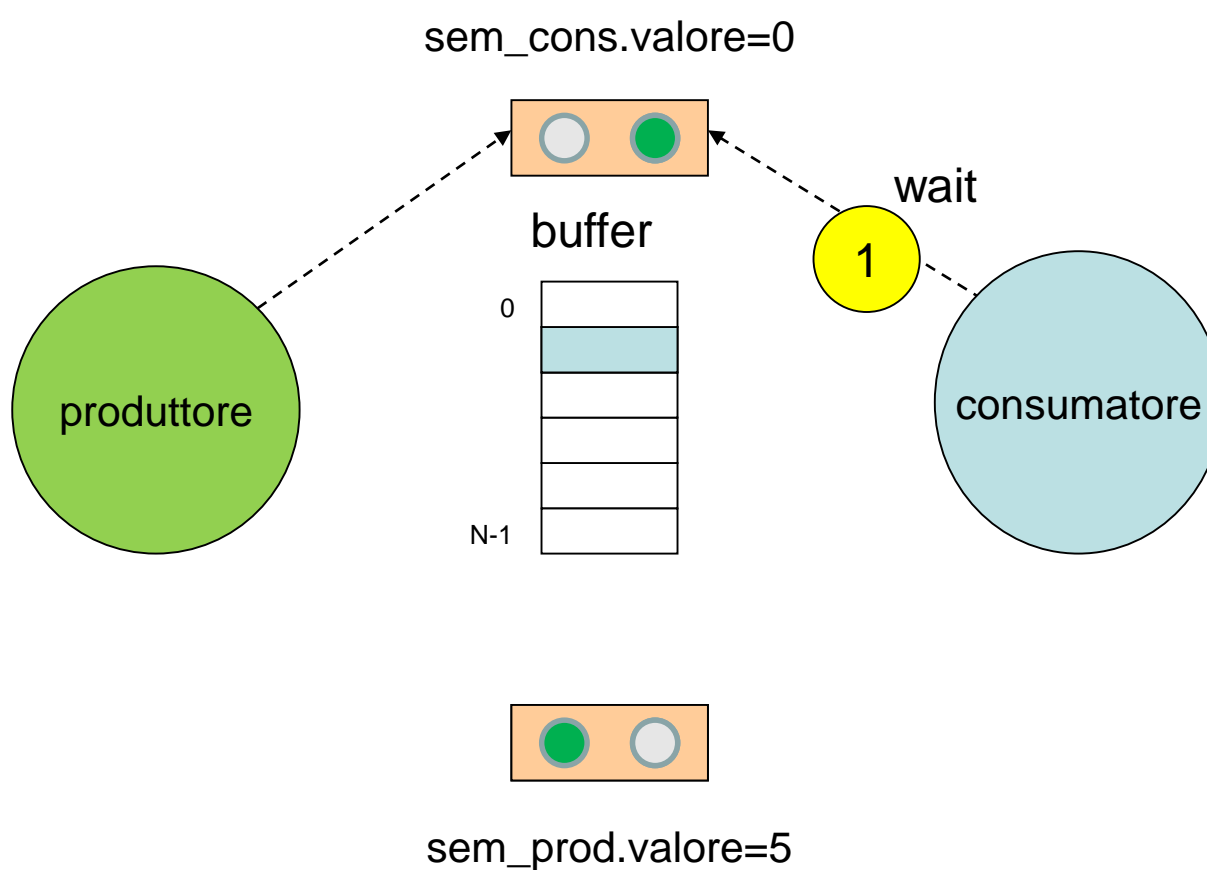 sem_cons.valore=0
wait
buffer
1
0
produttore
consumatore
N-1
sem_prod.valore=5